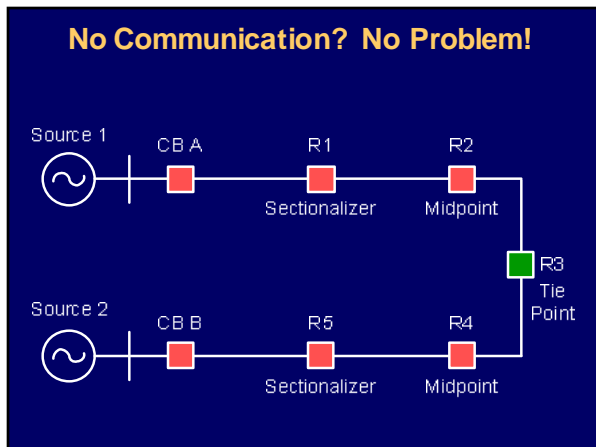 No Communication? No Problem!
Source 1
CB A
R1
R2
Sectionalizer
Midpoint
R3
Tie
Point
Source 2
CB B
R5
R4
Sectionalizer
Midpoint